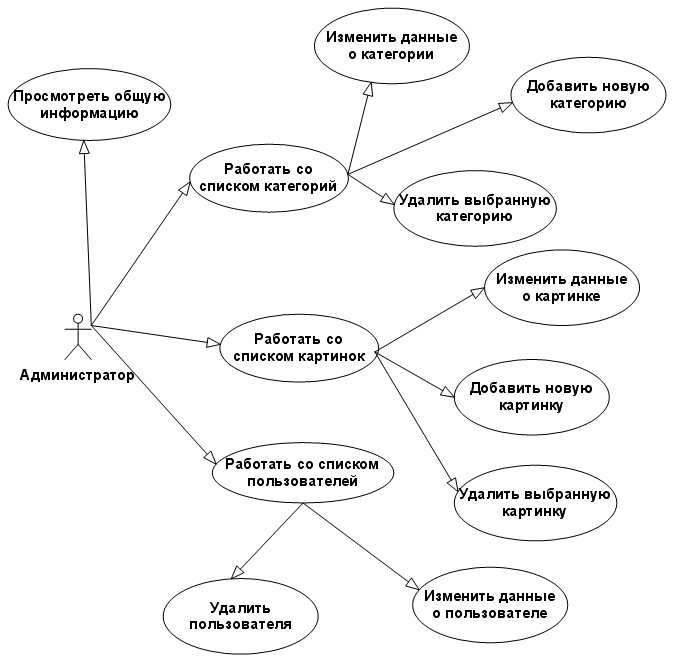 Изменить данные
о категории
Просмотреть общую
информацию
Добавить новую
категорию
Работать со
списком категорий
Удалить выбранную
категорию
Изменить данные
о картинке
Работать со
списком картинок
Администратор
Добавить новую
картинку
Работать со списком
пользователей
Удалить выбранную
картинку
Удалить
пользователя
Изменить данные
о пользователе